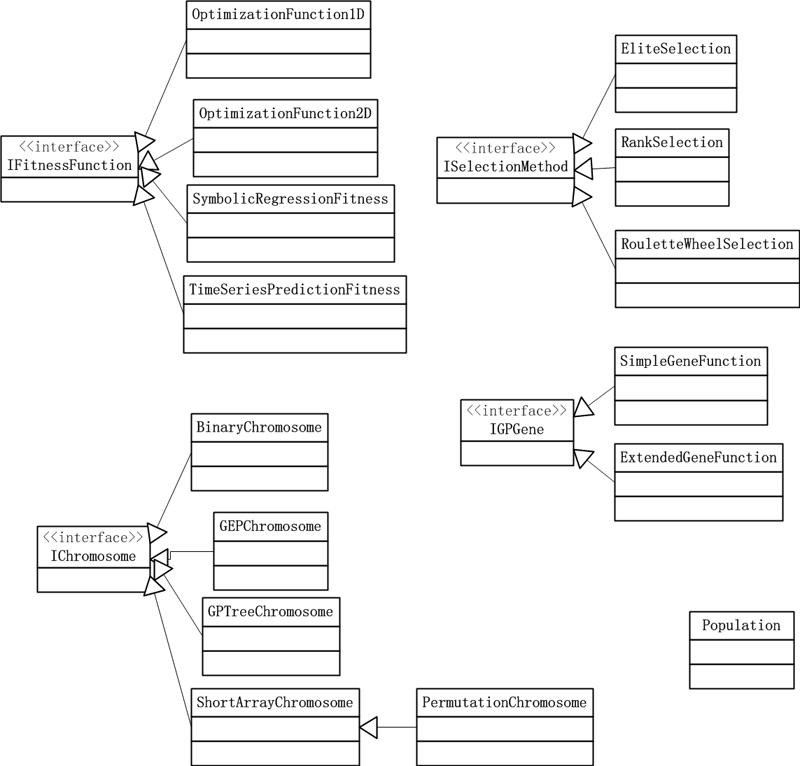 OptimizationFunction1D
OptimizationFunction2D
<<interface>>
IFitnessFunction
SymbolicRegressionFitness
TimeSeriesPredictionFitness
EliteSelection
<<interface>>
ISelectionMethod
RankSelection
RouletteWheelSelection
SimpleGeneFunction
<<interface>>
IGPGene
ExtendedGeneFunction
BinaryChromosome
<<interface>>
IChromosome
GEPChromosome
GPTreeChromosome
ShortArrayChromosome
PermutationChromosome
Population